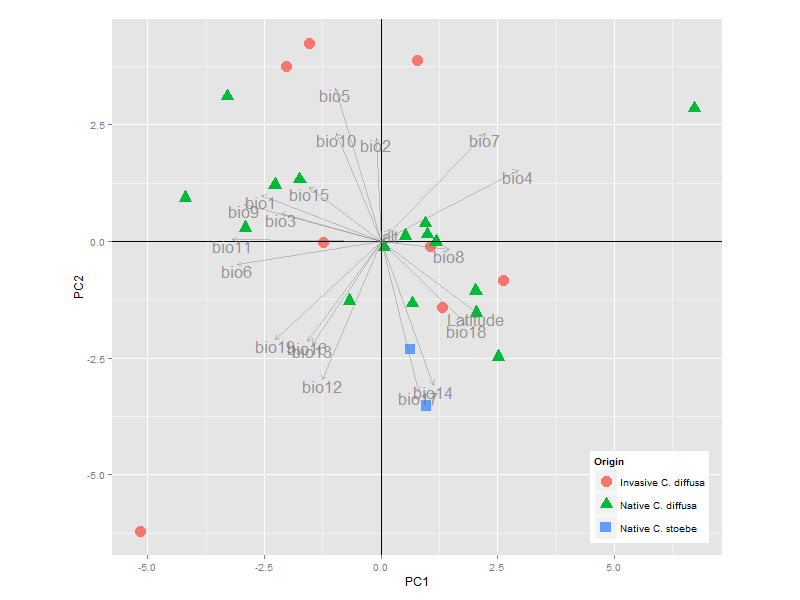 bio5
bio10
bio2
bio7
bio4
bio15
bio1
bio9
bio3
alt
bio11
bio8
bio6
Latitude
bio18
bio19
bio16
bio13
bio12
bio14
bio17
PC2
2.5
0.0
-2.5
-5.0
-5.0
-2.5
0.0
2.5
5.0
PC1
Origin
Invasive C. diffusa
Native C. diffusa
Native C. stoebe